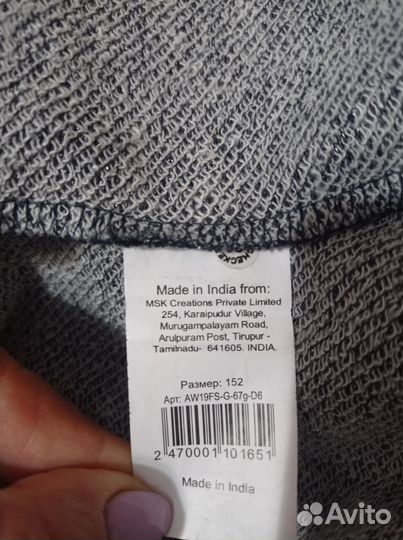 HECKE
Made in India from:
MSK Creations Private Limited
254, Karaipudur Village,
Murugampalayam Road,
Arulpuram Post, Tirupur -
Tamilnadu- 641605. INDIA.
Размер: 152
Арт: AW19FS-G-67g-D6
2 470001 101651
Made in India
Avito